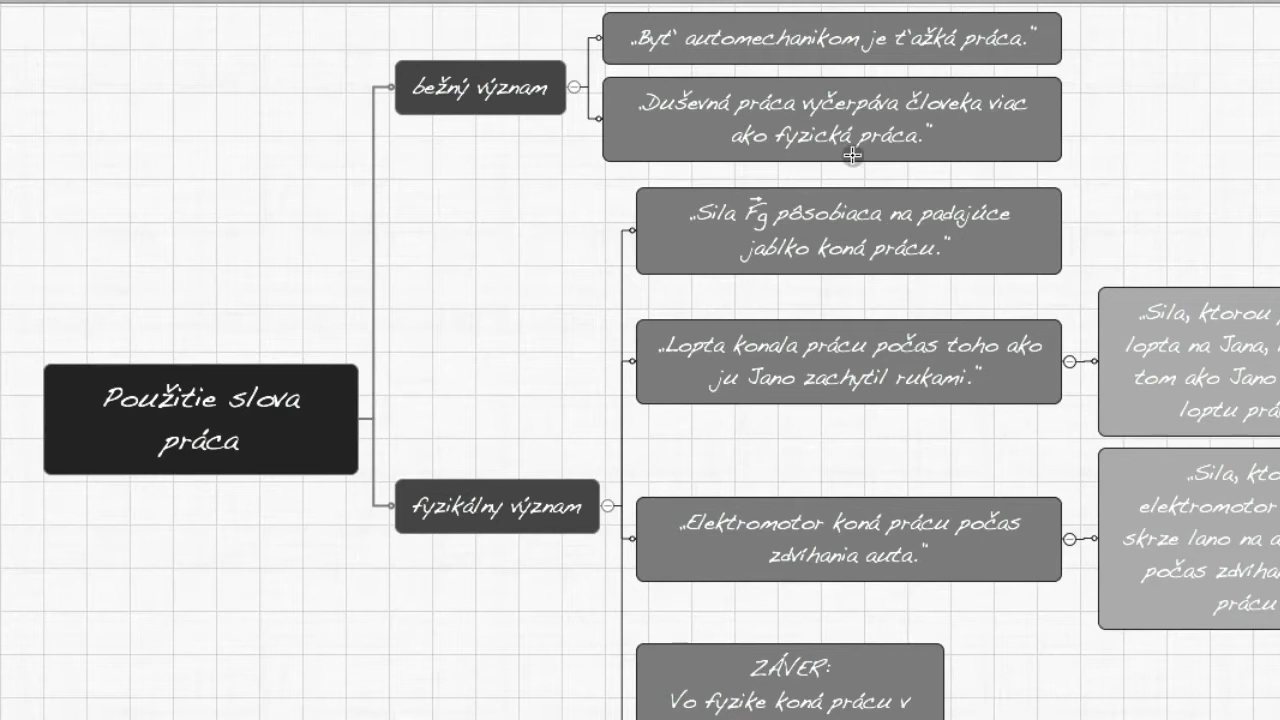 Použitie slova
práca
bežný význam
„Byť automechanikom je ťažká práca.“
„Duševná práca vyčerpáva človeka viac
ako fyzická práca.“
fyzikálny význam
„Sila F⃗g pôsobiaca na padajúce
jablko koná prácu.“
„Lopta konala prácu počas toho ako
ju Jano zachytil rukami.“
„Sila, ktorou
lopta na Jana,
tom ako Jano
loptu
„Elektromotor koná prácu počas
zdvíhania auta.“
„Sila,
elektromotor
skrze lano na
počas
prácu
ZÁVER:
Vo fyzike koná prácu v